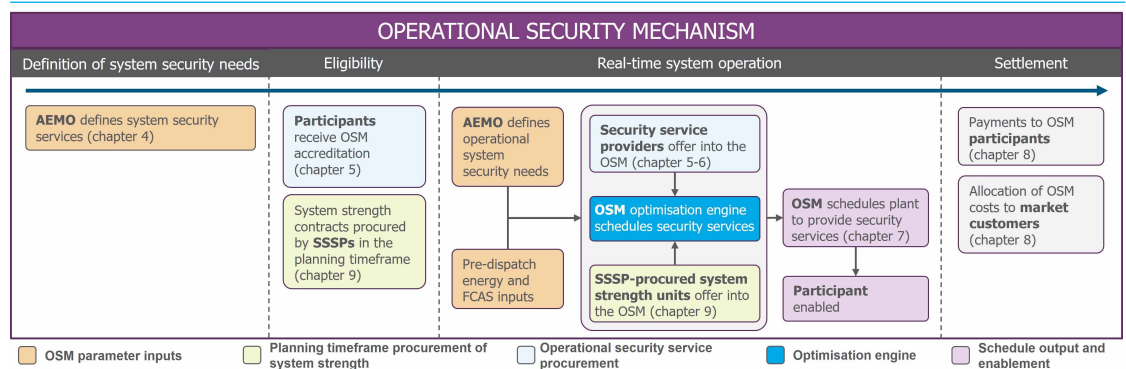 OPERATIONAL SECURITY MECHANISM
Definition of system security needs
Eligibility
Real-time system operation
Settlement
AEMO defines system security
services (chapter 4)
Participants
receive OSM
accreditation
(chapter 5)
System strength
contracts procured
by SSSPs in the
planning timeframe
(chapter 9)
AEMO defines
operational
system
security needs
Pre-dispatch
energy and
FCAS inputs
Security service
providers offer into the
OSM (chapter 5-6)
OSM optimisation engine
schedules security services
SSSP-procured system
strength units offer into
the OSM (chapter 9)
OSM schedules plant
to provide security
services (chapter 7)
Participant
enabled
Payments to OSM
participants
(chapter 8)
Allocation of OSM
costs to market
customers
(chapter 8)
OSM parameter inputs
Planning timeframe procurement of
system strength
Operational security service
procurement
Optimisation engine
Schedule output and
enablement